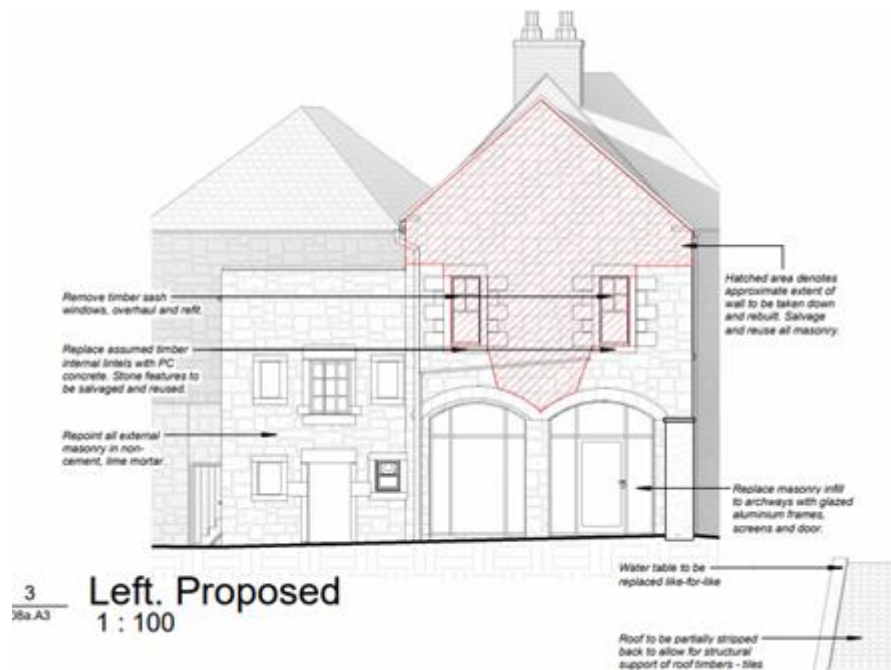 Remove timber sash
windows, overhaul and refit.
Replace assumed timber
internal lintels with PC
concrete. Stone features to
be salvaged and reused.
Repoint all external
masonry in non-
cement, lime mortar
Hatched area denotes
approximate extent of
wall to be taken down
and rebuilt. Salvage
and reuse all masonry.
Replace masonry infill
to archways with glazed
aluminium frames,
screens and door.
Water table to be
replaced like-for-like
Roof to be partially stripped
back to allow for structural
support of roof timbers - tiles
3
08a.A3
Left. Proposed
1 : 100